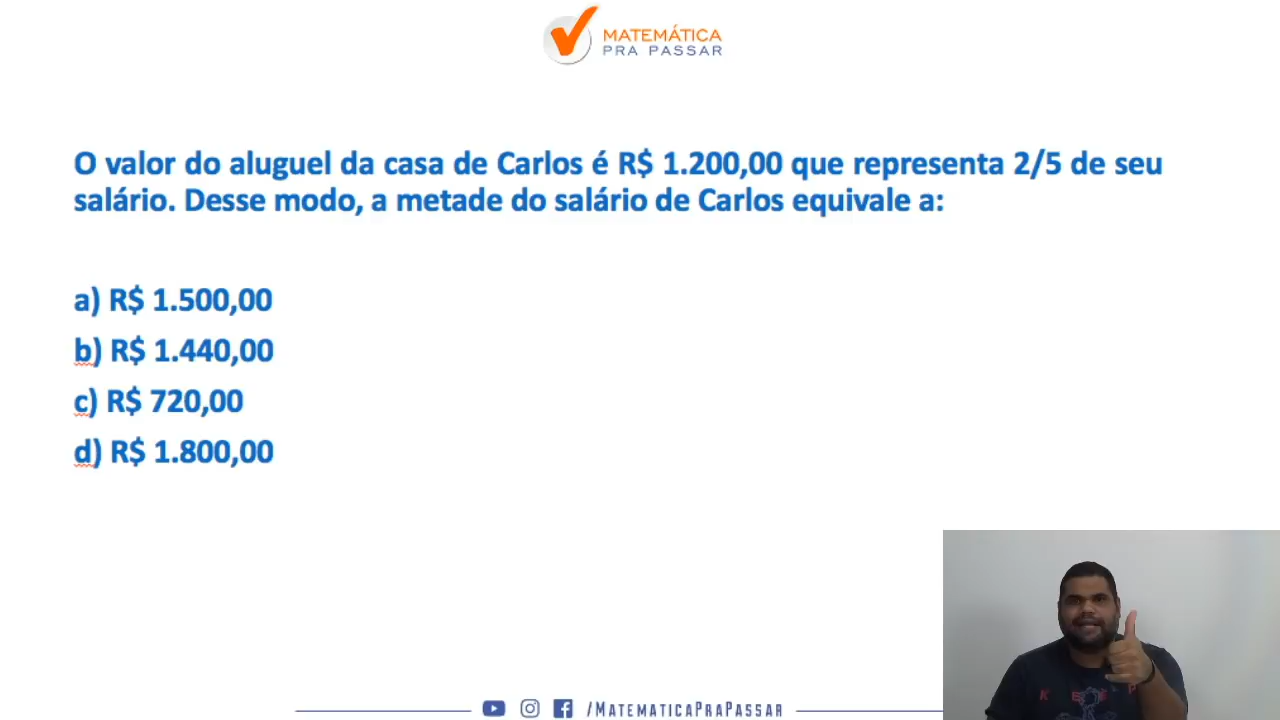 MATEMÁTICA
PRA PASSAR
O valor do aluguel da casa de Carlos é R$ 1.200,00 que representa 2/5 de seu
salário. Desse modo, a metade do salário de Carlos equivale a:
a) R$ 1.500,00
b) R$ 1.440,00
c) R$ 720,00
d) R$ 1.800,00
K E E P
/MATEMATICAPRAPASSAR